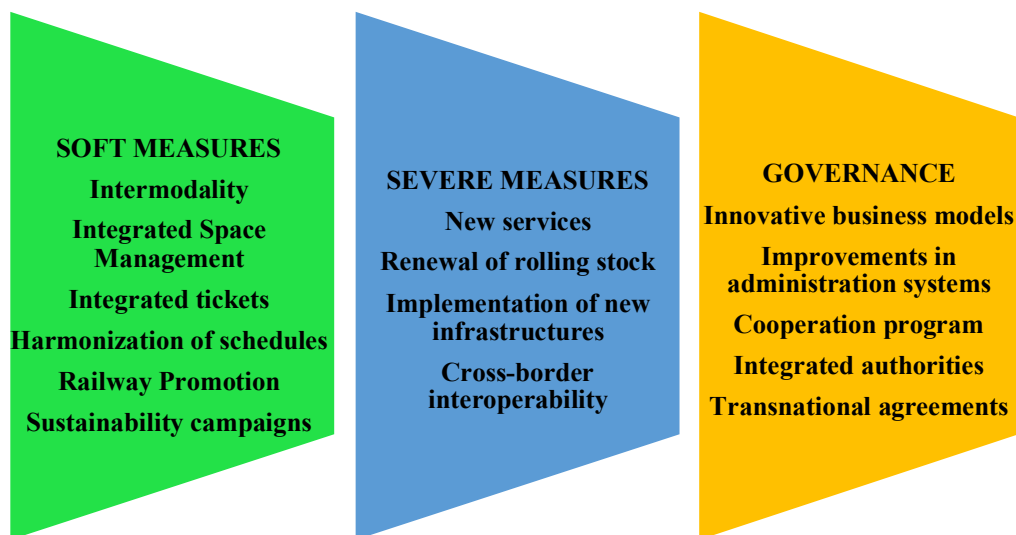 SOFT MEASURES
Intermodality
Integrated Space
Management
Integrated tickets
Harmonization of schedules
Railway Promotion
Sustainability campaigns
SEVERE MEASURES
New services
Renewal of rolling stock
Implementation of new
infrastructures
Cross-border
interoperability
GOVERNANCE
Innovative business models
Improvements in
administration systems
Cooperation program
Integrated authorities
Transnational agreements